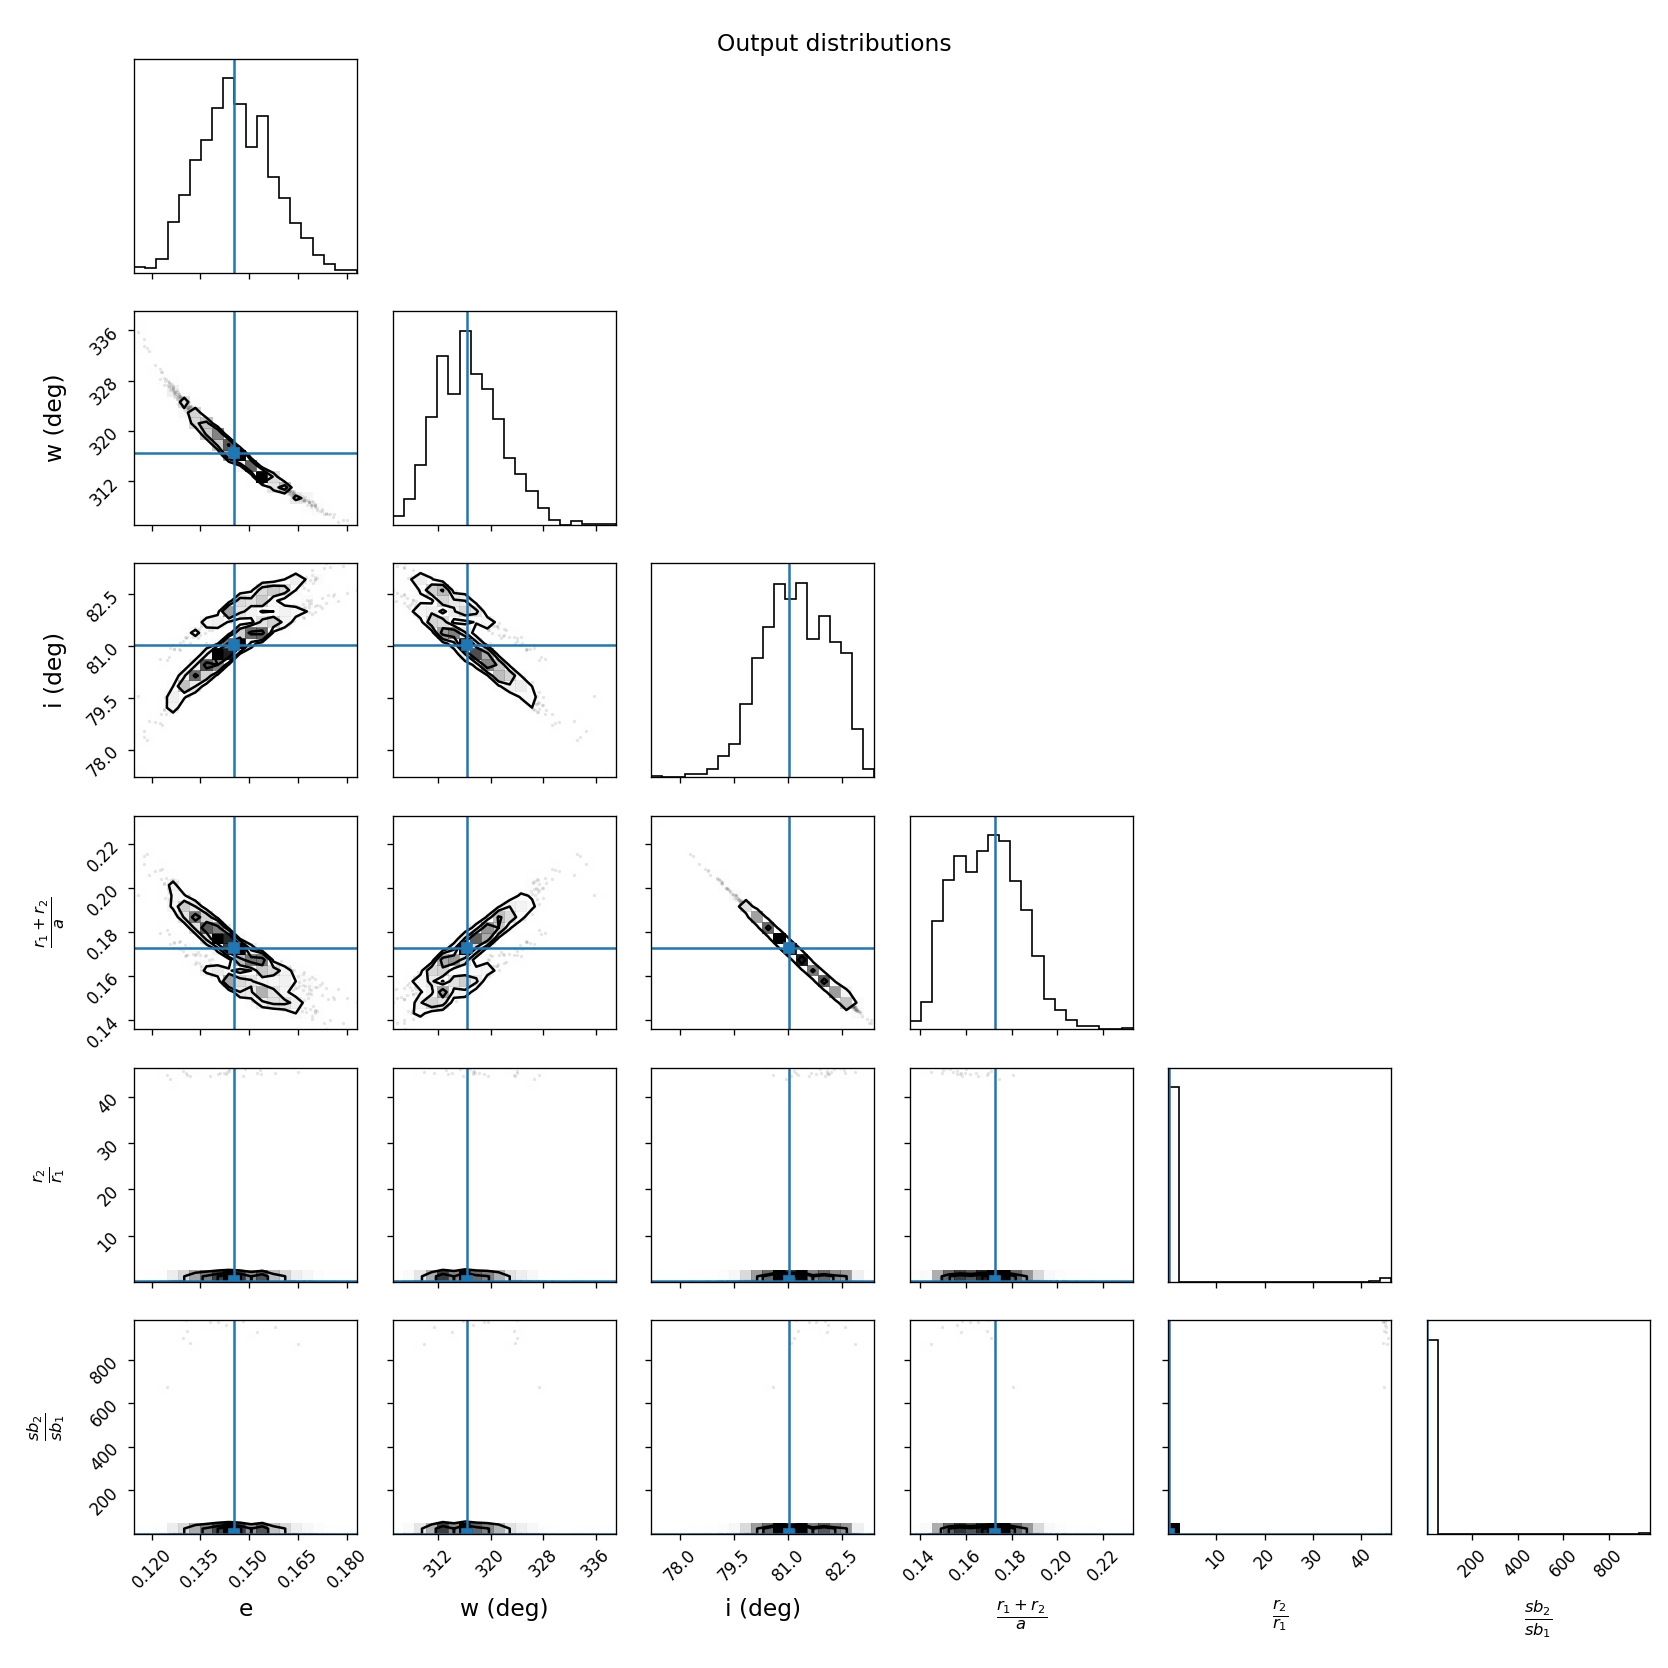 Output distributions
336
328
320
312
w (deg)
82.5
81.0
79.5
78.0
i (deg)
0.22
0.20
0.18
0.16
0.14
r₁ + r₂
a
40
30
20
10
r₂
r₁
800
600
400
200
sb₂
sb₁
0.120 0.135 0.150 0.165 0.180 312 320 328 336 78.0 79.5 81.0 82.5 0.14 0.16 0.18 0.20 0.22 10 20 30 40 200 400 600 800
e w (deg) i (deg)
r₁ + r₂
a
r₂
r₁
sb₂
sb₁